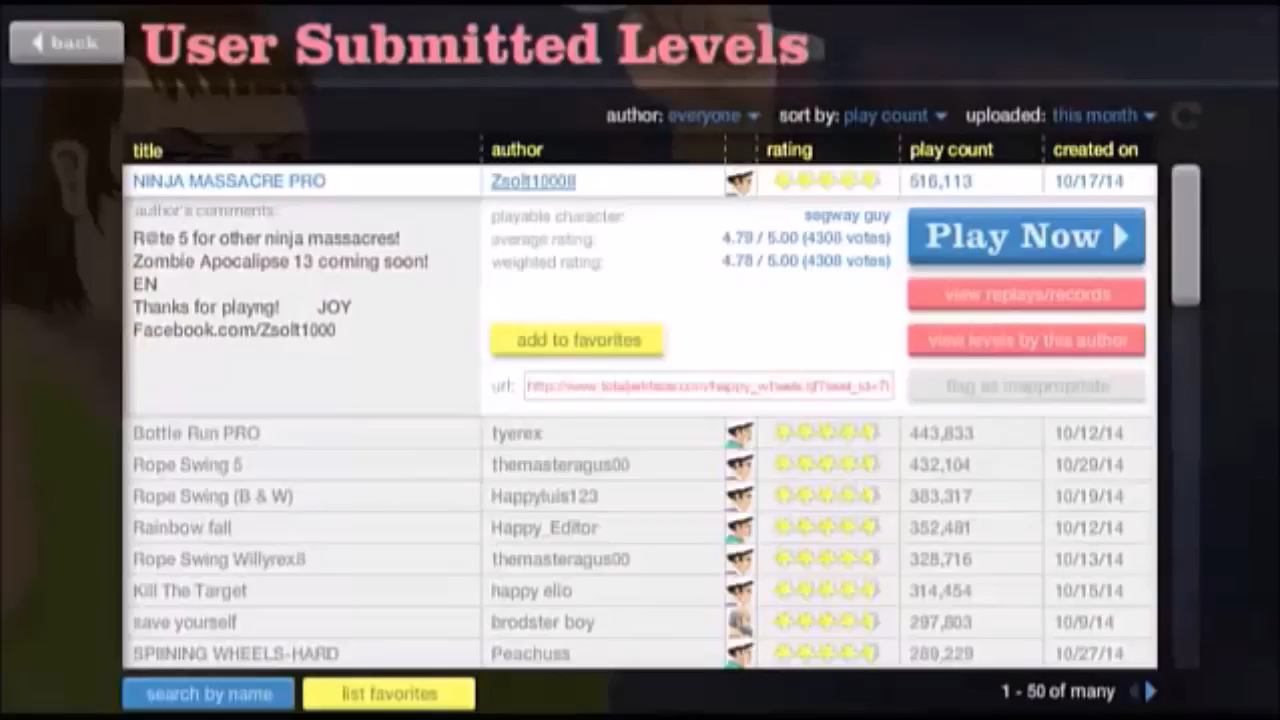 back
User Submitted Levels
author: everyone sort by: play count uploaded: this month
title author rating play count created on
NINJA MASSACRE PRO Zsolt1000ll 516,113 10/17/14
author's comments:
R@te 5 for other ninja massacres!
Zombie Apocalipse 13 coming soon!
EN
Thanks for playng! JOY
Facebook.com/Zsolt1000
playable character: segway guy
average rating: 4.79 / 5.00 (4308 votes)
weighted rating: 4.78 / 5.00 (4308 votes)
add to favorites
url:
Play Now
view replays/records
view levels by this author
flag as inappropriate
Bottle Run PRO tyerex 443,833 10/12/14
Rope Swing 5 themasteragus00 432,104 10/29/14
Rope Swing (B & W) Happyluis123 383,317 10/19/14
Rainbow fall Happy_Editor 352,481 10/12/14
Rope Swing Willyrex8 themasteragus00 328,716 10/13/14
Kill The Target happy elio 314,454 10/15/14
save yourself brodster boy 297,803 10/9/14
SPIINING WHEELS-HARD Peachuss 289,229 10/27/14
search by name list favorites 1 - 50 of many